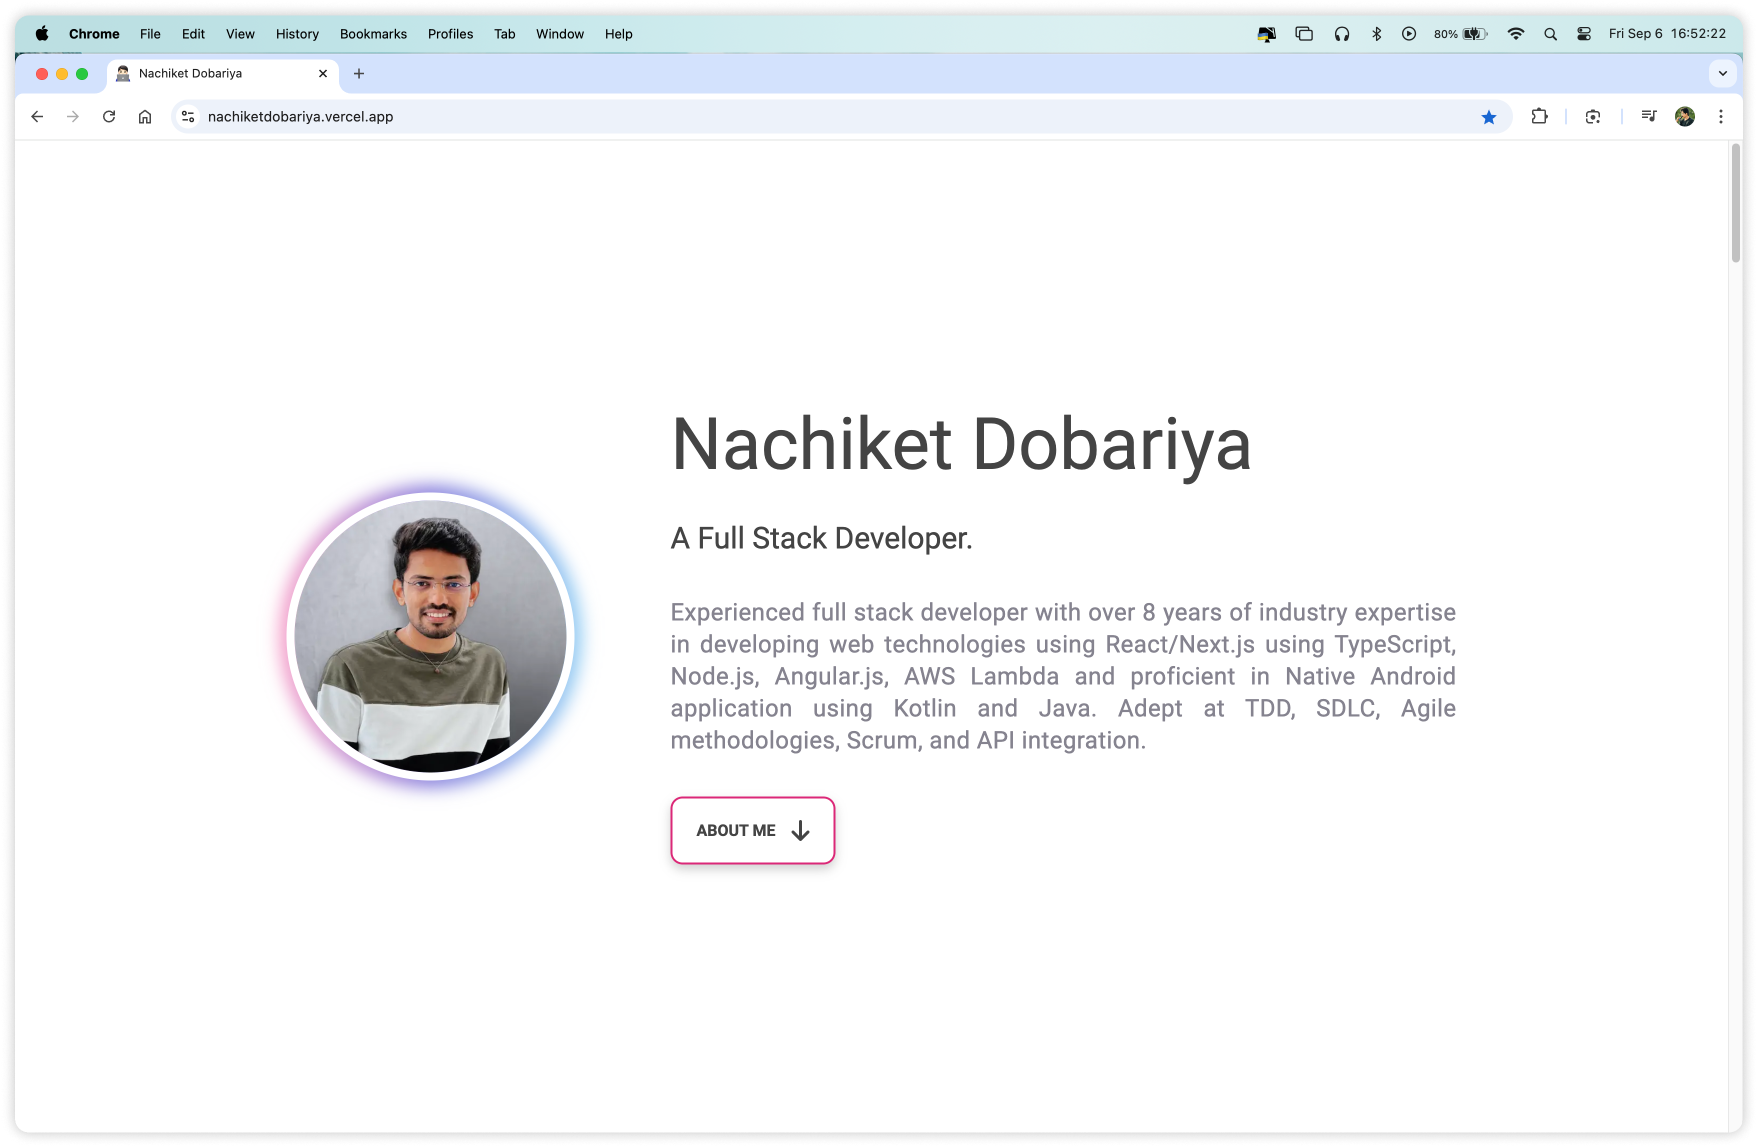 Chrome File Edit View History Bookmarks Profiles Tab Window Help 80% Fri Sep 6 16:52:22
Nachiket Dobariya
nachiketdobariya.vercel.app
Nachiket Dobariya
A Full Stack Developer.
Experienced full stack developer with over 8 years of industry expertise
in developing web technologies using React/Next.js using TypeScript,
Node.js, Angular.js, AWS Lambda and proficient in Native Android
application using Kotlin and Java. Adept at TDD, SDLC, Agile
methodologies, Scrum, and API integration.
ABOUT ME